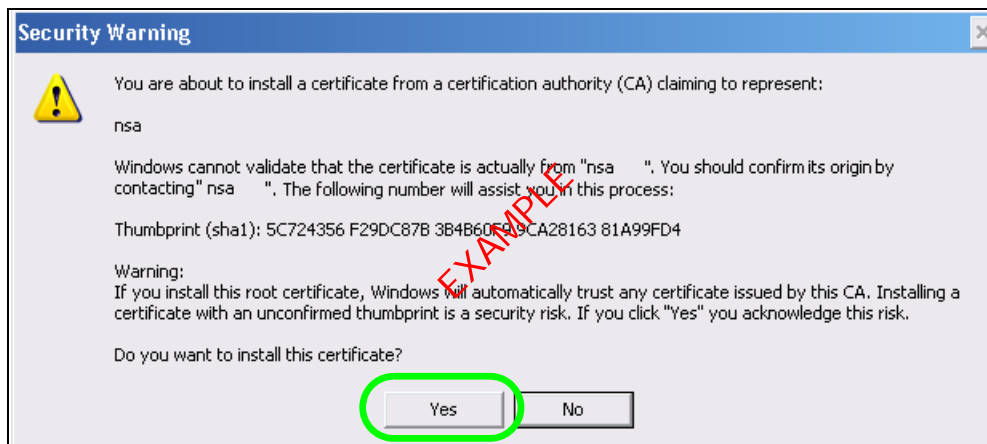 Security Warning
You are about to install a certificate from a certification authority (CA) claiming to represent:
nsa
Windows cannot validate that the certificate is actually from "nsa     ". You should confirm its origin by
contacting" nsa     ". The following number will assist you in this process:
Thumbprint (sha1): 5C724356 F29DC87B 3B4B60F9 9CA28163 81A99FD4
Warning:
If you install this root certificate, Windows will automatically trust any certificate issued by this CA. Installing a
certificate with an unconfirmed thumbprint is a security risk. If you click "Yes" you acknowledge this risk.
Do you want to install this certificate?
Yes No
EXAMPLE